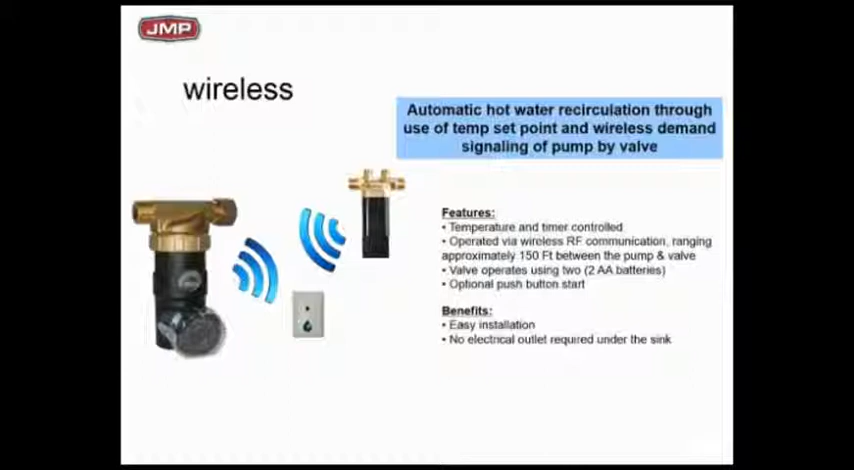 JMP
wireless
Automatic hot water recirculation through
use of temp set point and wireless demand
signaling of pump by valve
Features:
• Temperature and timer controlled
• Operated via wireless RF communication, ranging
approximately 150 Ft between the pump & valve
• Valve operates using two (2 AA batteries)
• Optional push button start
Benefits:
• Easy installation
• No electrical outlet required under the sink